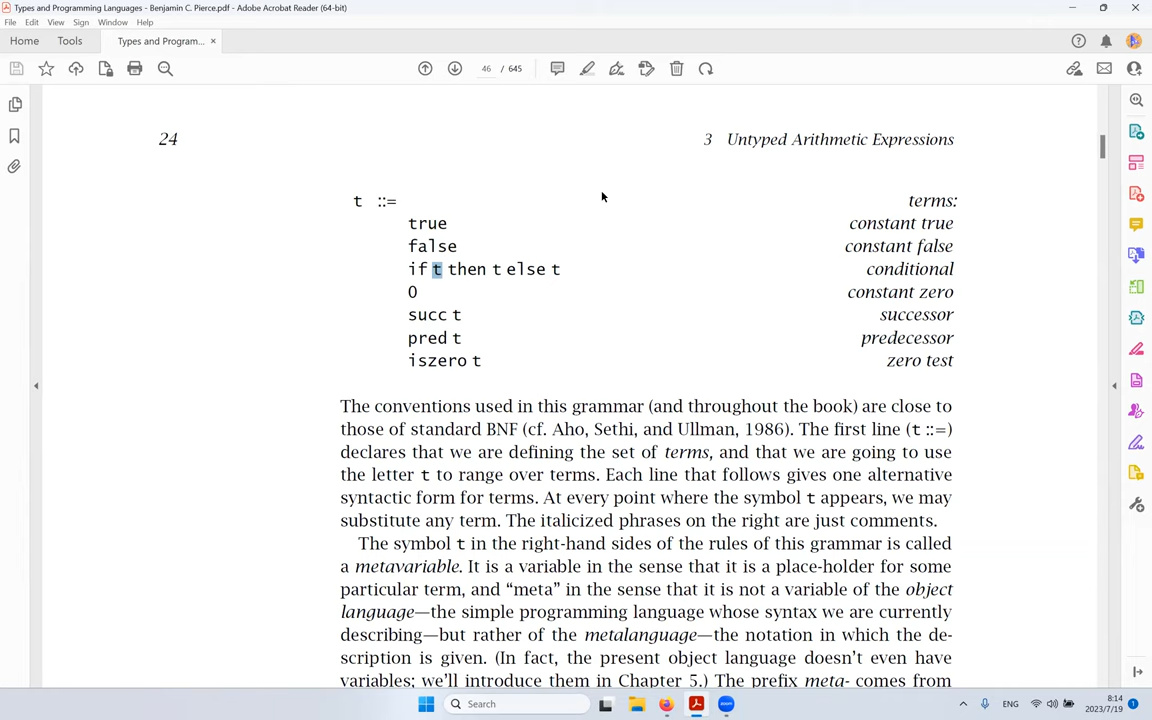 Types and Programming Languages - Benjamin C. Pierce.pdf - Adobe Acrobat Reader (64-bit)
File Edit View Sign Window Help
Home Tools Types and Program... ×
46 / 645
24 3 Untyped Arithmetic Expressions
t ::= terms:
true constant true
false constant false
if t then t else t conditional
0 constant zero
succ t successor
pred t predecessor
iszero t zero test
The conventions used in this grammar (and throughout the book) are close to
those of standard BNF (cf. Aho, Sethi, and Ullman, 1986). The first line (t ::=)
declares that we are defining the set of terms, and that we are going to use
the letter t to range over terms. Each line that follows gives one alternative
syntactic form for terms. At every point where the symbol t appears, we may
substitute any term. The italicized phrases on the right are just comments.
The symbol t in the right-hand sides of the rules of this grammar is called
a metavariable. It is a variable in the sense that it is a place-holder for some
particular term, and “meta” in the sense that it is not a variable of the object
language—the simple programming language whose syntax we are currently
describing—but rather of the metalanguage—the notation in which the de-
scription is given. (In fact, the present object language doesn’t even have
variables; we’ll introduce them in Chapter 5.) The prefix meta- comes from
Search
ENG
8:14
2023/7/19
1